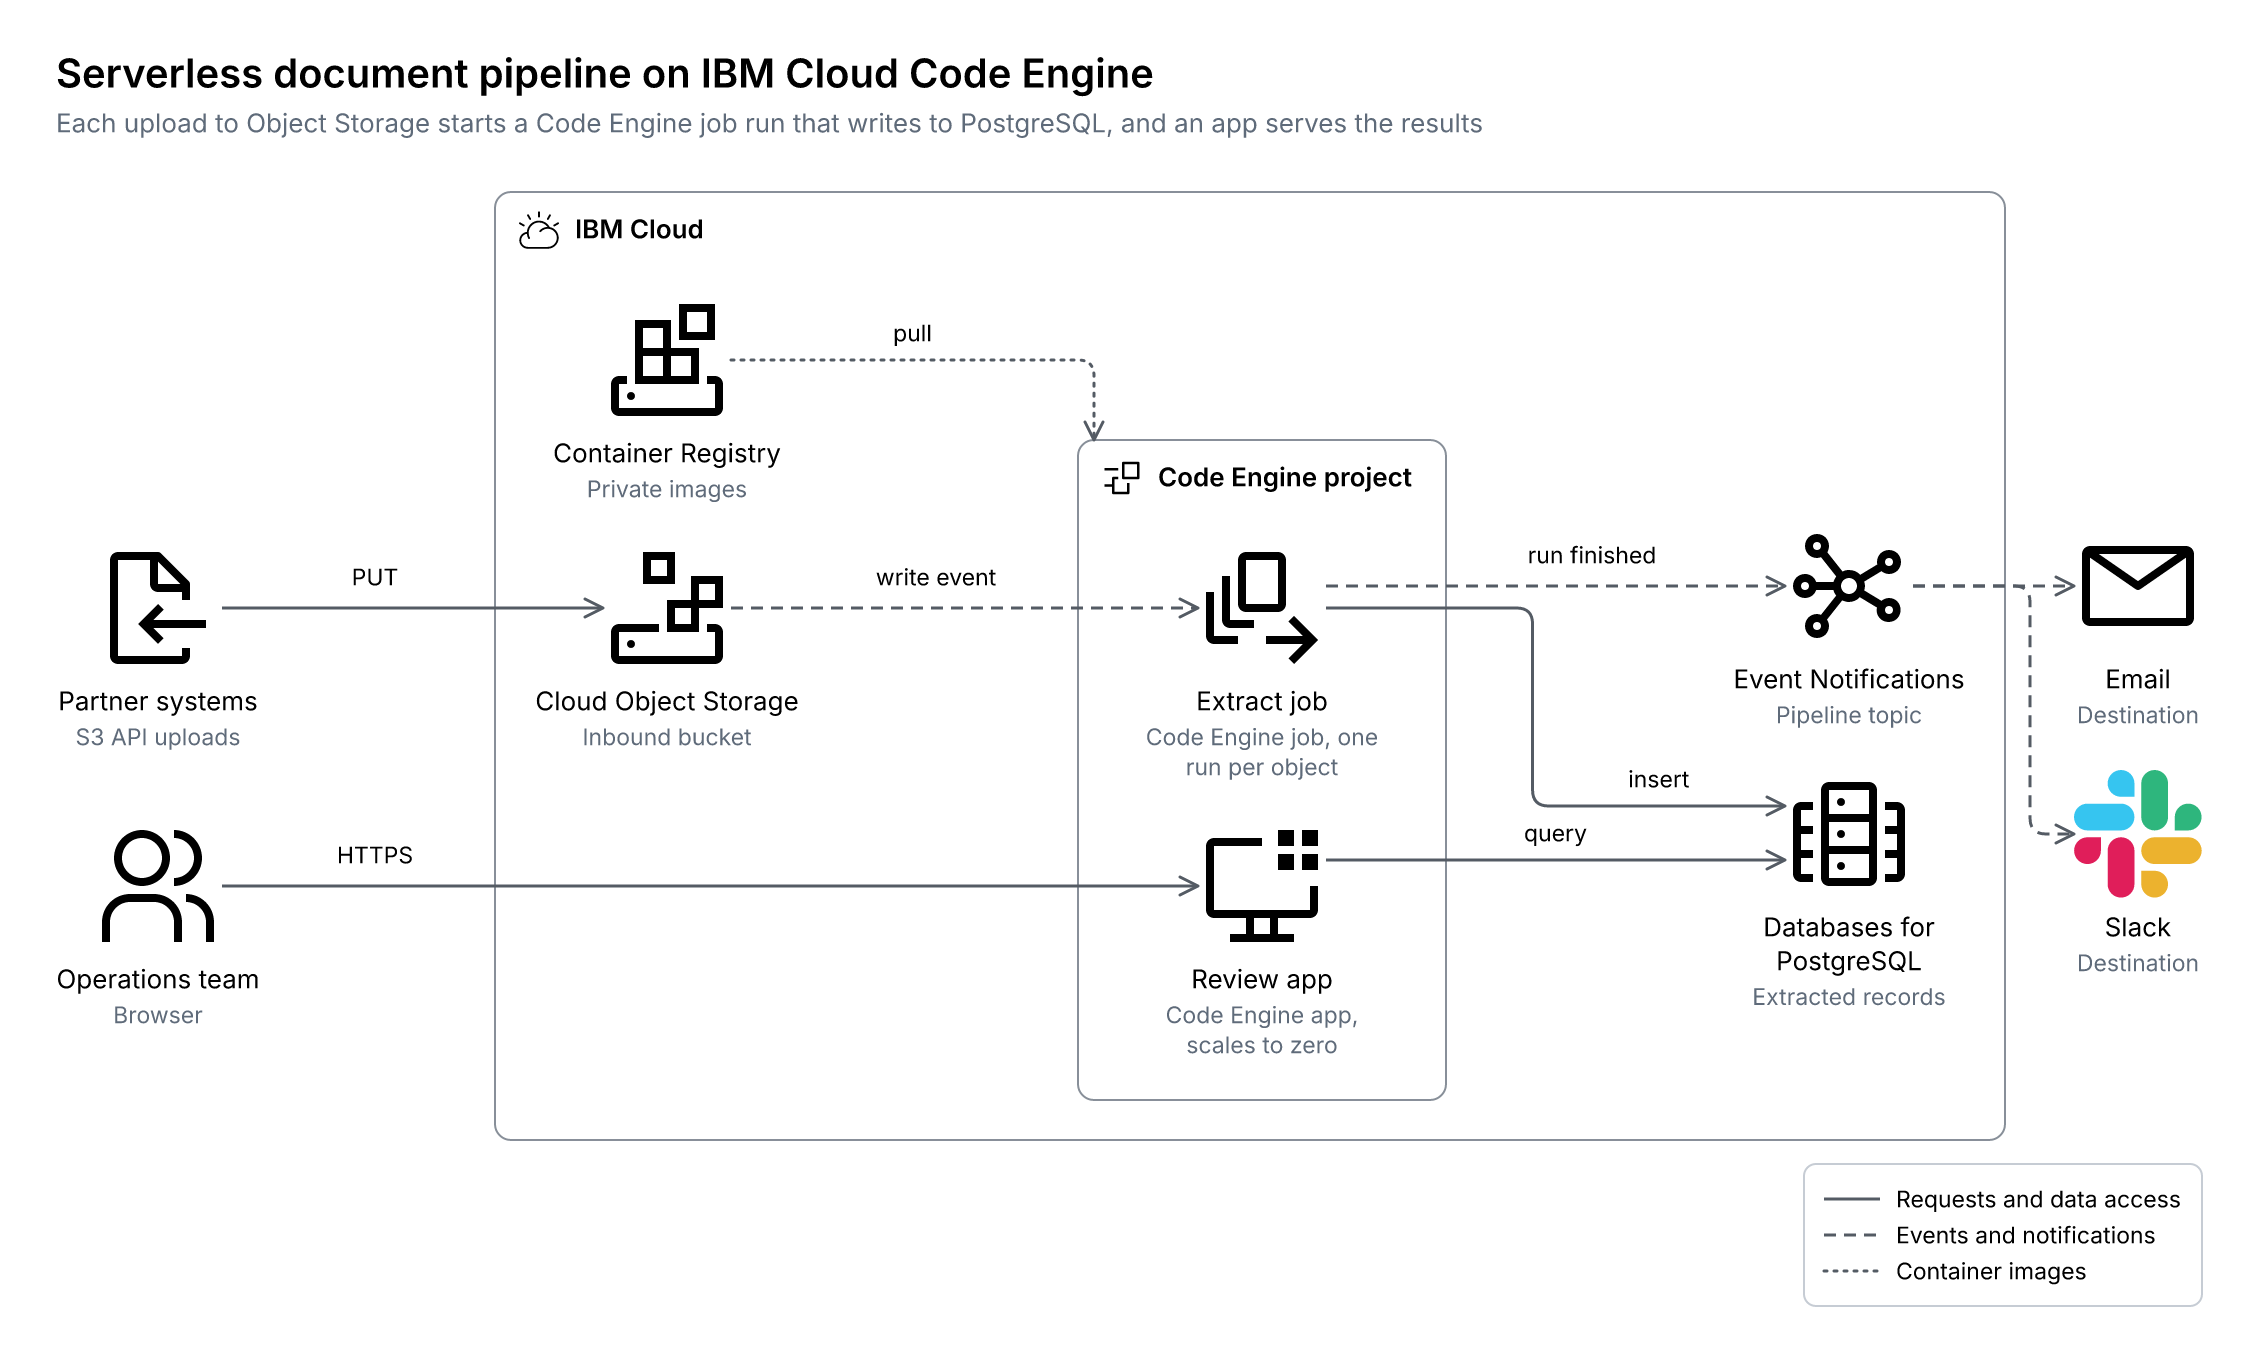 Serverless document pipeline on IBM Cloud Code Engine
Each upload to Object Storage starts a Code Engine job run that writes to PostgreSQL, and an app serves the results
IBM Cloud
pull
Container Registry
Private images
Code Engine project
PUT
write event
run finished
Partner systems
S3 API uploads
Cloud Object Storage
Inbound bucket
Extract job
Code Engine job, one
run per object
Event Notifications
Pipeline topic
Email
Destination
insert
query
HTTPS
Operations team
Browser
Review app
Code Engine app,
scales to zero
Databases for
PostgreSQL
Extracted records
Slack
Destination
Requests and data access
Events and notifications
Container images